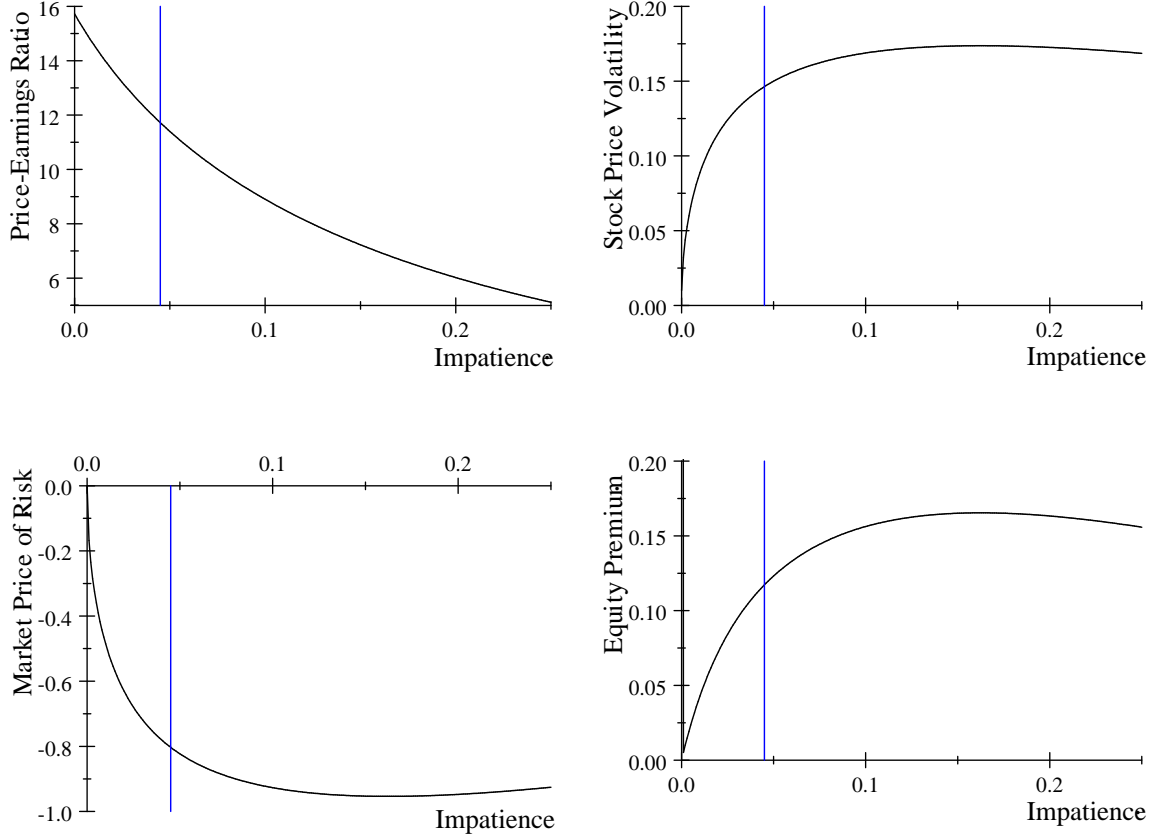 Price-Earnings Ratio
16
14
12
10
8
6
0.0 0.1 0.2
Impatience
Stock Price Volatility
0.20
0.15
0.10
0.05
0.00
0.0 0.1 0.2
Impatience
Market Price of Risk
0.0 0.1 0.2
0.0
-0.2
-0.4
-0.6
-0.8
-1.0
Impatience
Equity Premium
0.20
0.15
0.10
0.05
0.00
0.0 0.1 0.2
Impatience